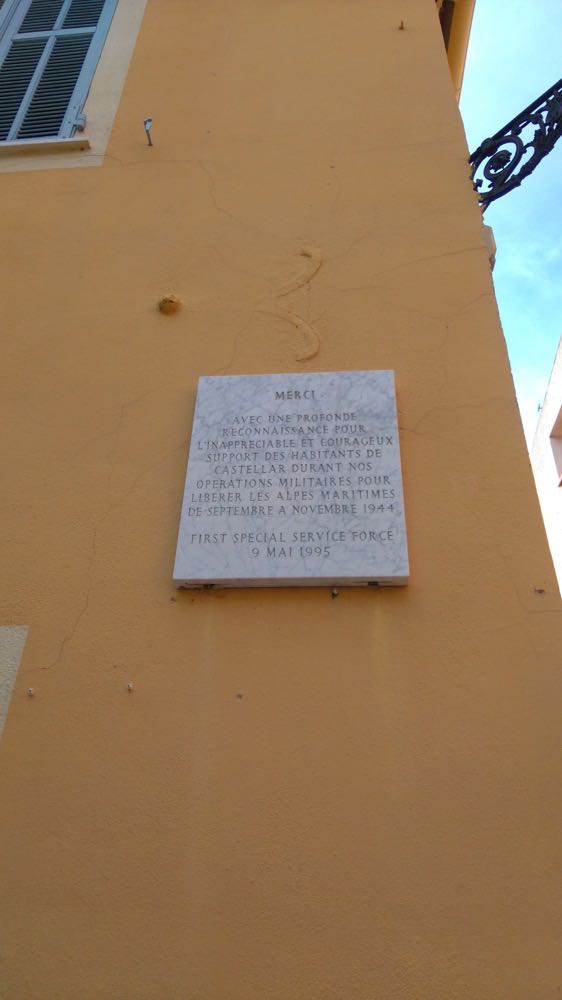 MERCI
AVEC UNE PROFONDE
RECONNAISSANCE POUR
L'INAPPRECIABLE ET COURAGEUX
SUPPORT DES HABITANTS DE
CASTELLAR DURANT NOS
OPERATIONS MILITAIRES POUR
LIBERER LES ALPES MARITIMES
DE SEPTEMBRE A NOVEMBRE 1944
FIRST SPECIAL SERVICE FORCE
9 MAI 1995